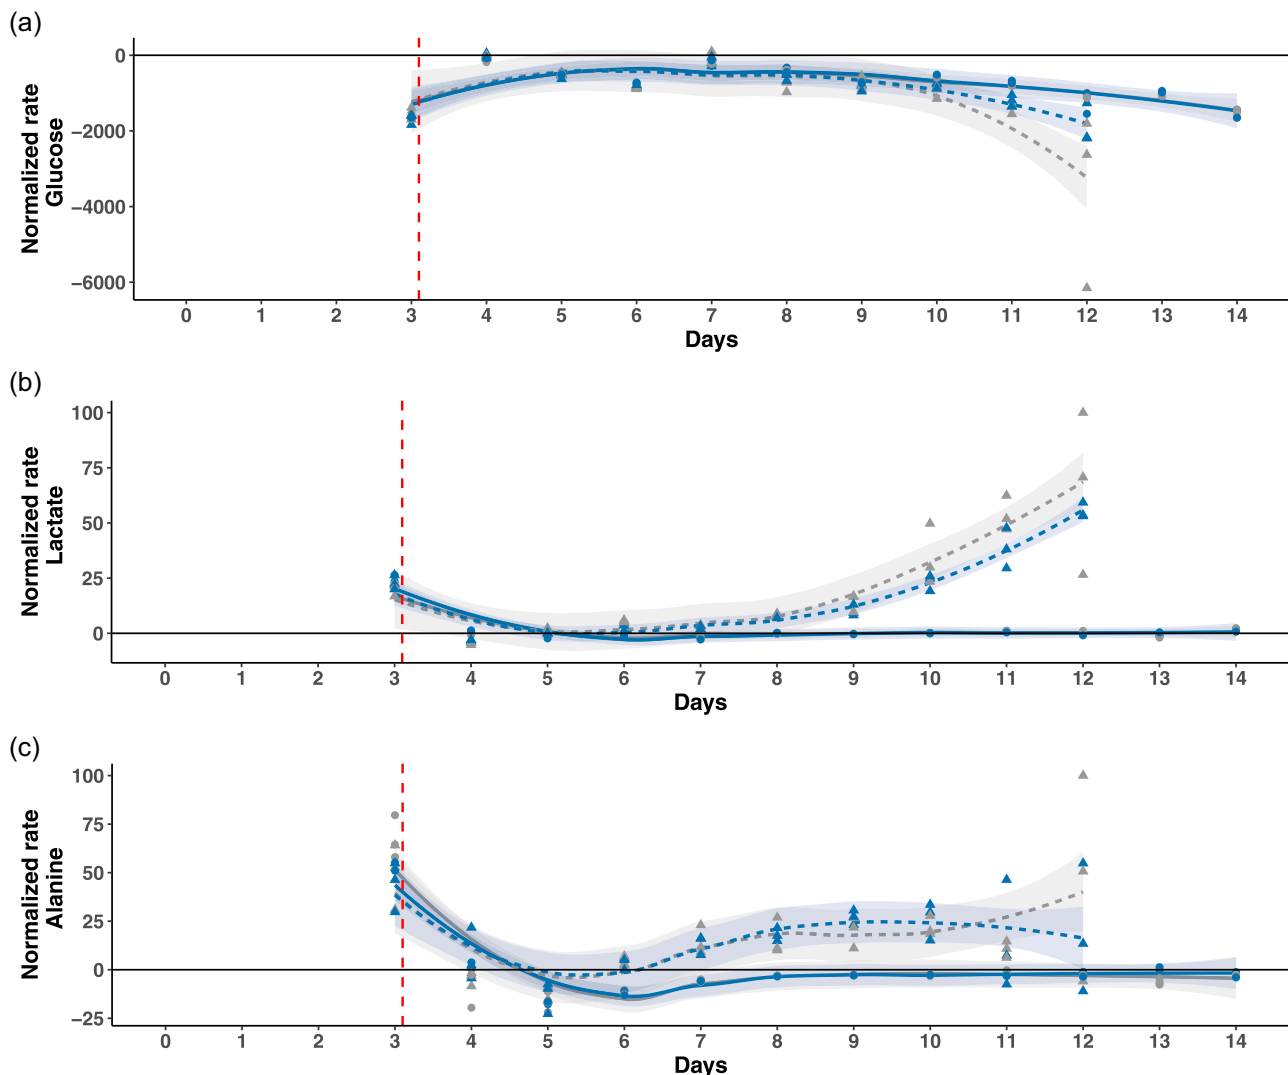 (a)
Normalized rate
Glucose
0
−2000
−4000
−6000
0 1 2 3 4 5 6 7 8 9 10 11 12 13 14
Days
(b)
Normalized rate
Lactate
100
75
50
25
0
0 1 2 3 4 5 6 7 8 9 10 11 12 13 14
Days
(c)
Normalized rate
Alanine
100
75
50
25
0
−25
0 1 2 3 4 5 6 7 8 9 10 11 12 13 14
Days